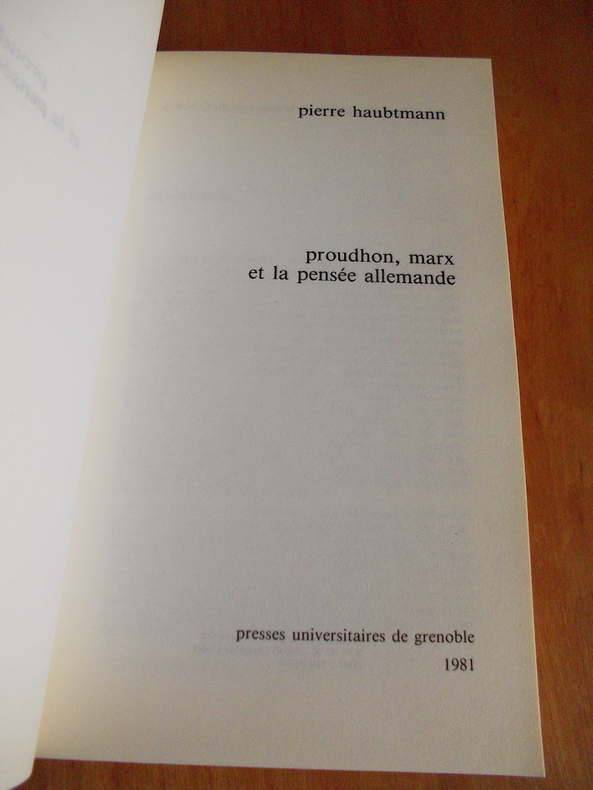 pierre haubtmann
proudhon, marx
et la pensée allemande
presses universitaires de grenoble
1981